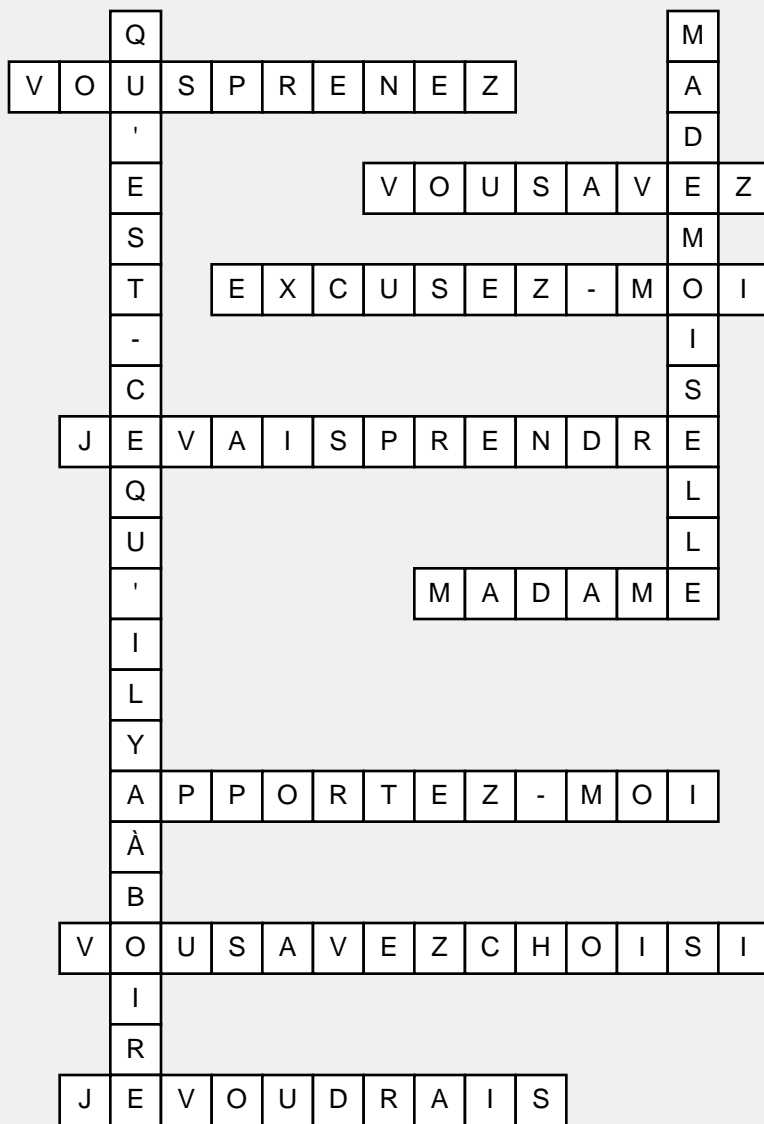 QU'EST-CEQU'ILYAÀBOIRE
MADEMOISELLE
VOUSPRENEZ
VOUSAVEZ
EXCUSEZ-MOI
JEVAISPRENDRE
MADAME
APPORTEZ-MOI
VOUSAVEZCHOISI
JEVOUDRAIS